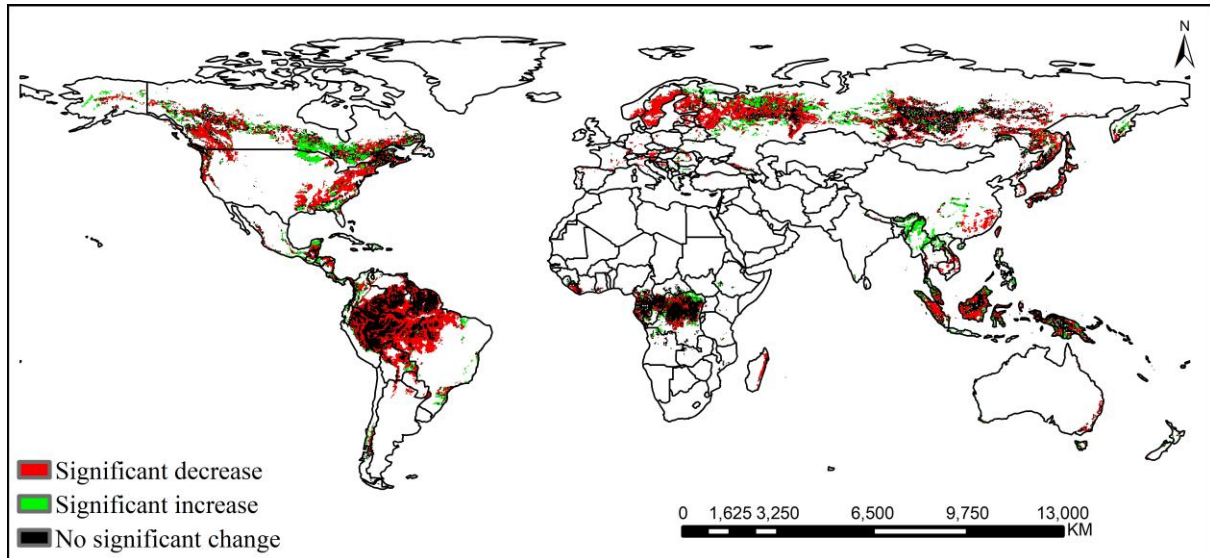 N
Significant decrease
Significant increase
No significant change
0 1,625 3,250 6,500 9,750 13,000
KM